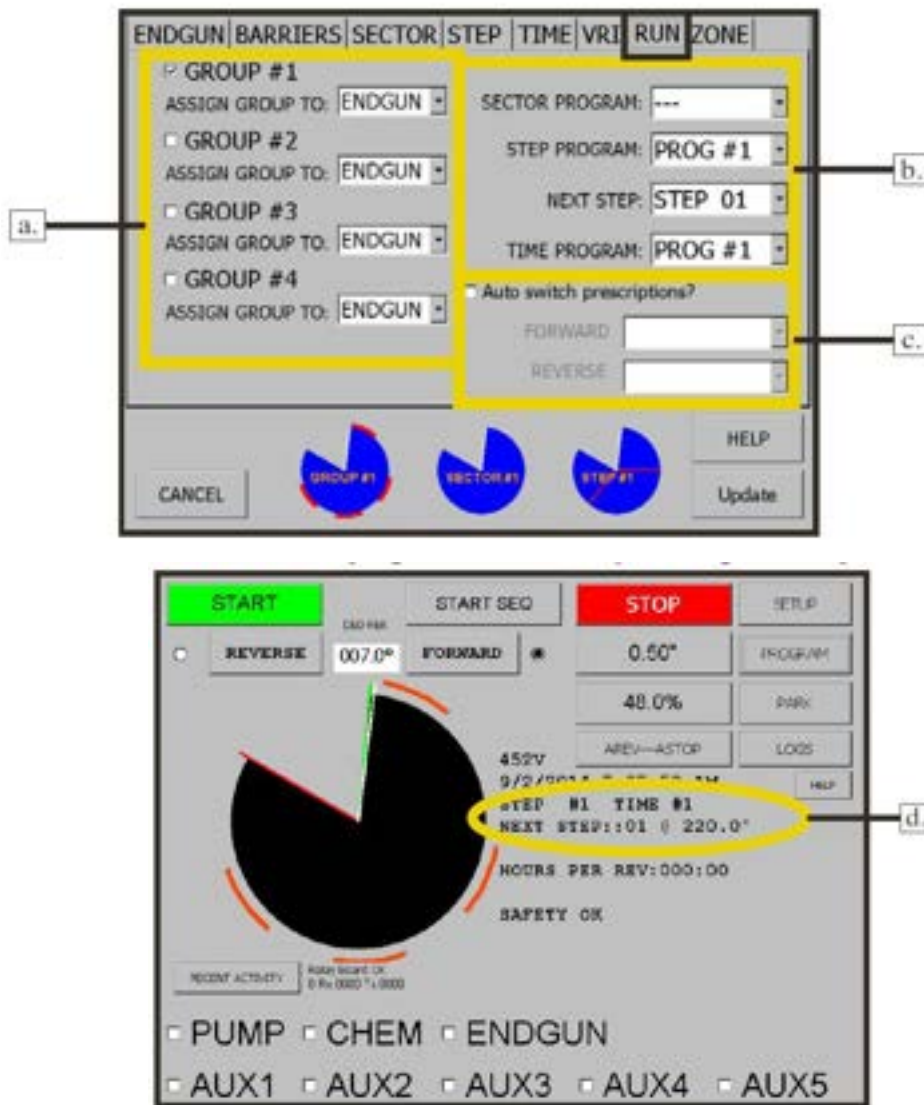 ENDGUN BARRIERS SECTOR STEP TIME VRI RUN ZONE
GROUP #1
ASSIGN GROUP TO: ENDGUN
GROUP #2
ASSIGN GROUP TO: ENDGUN
GROUP #3
ASSIGN GROUP TO: ENDGUN
GROUP #4
ASSIGN GROUP TO: ENDGUN
a.
SECTOR PROGRAM: ---
STEP PROGRAM: PROG #1
NEXT STEP: STEP 01
TIME PROGRAM: PROG #1
b.
Auto switch prescriptions?
FORWARD
REVERSE
c.
CANCEL
GROUP #1
SECTOR #1
STEP #1
HELP
Update
START
START SEQ
STOP
SETUP
REVERSE
007.0°
FORWARD
0.50"
PROGRAM
48.0%
PARK
AREV—ASTOP
LOGS
452V
HELP
STEP #1 TIME #1
NEXT STEP::01 @ 220.0°
d.
HOURS PER REV:000:00
SAFETY OK
RECENT ACTIVITY
Relay Board OK
PUMP CHEM ENDGUN
AUX1 AUX2 AUX3 AUX4 AUX5